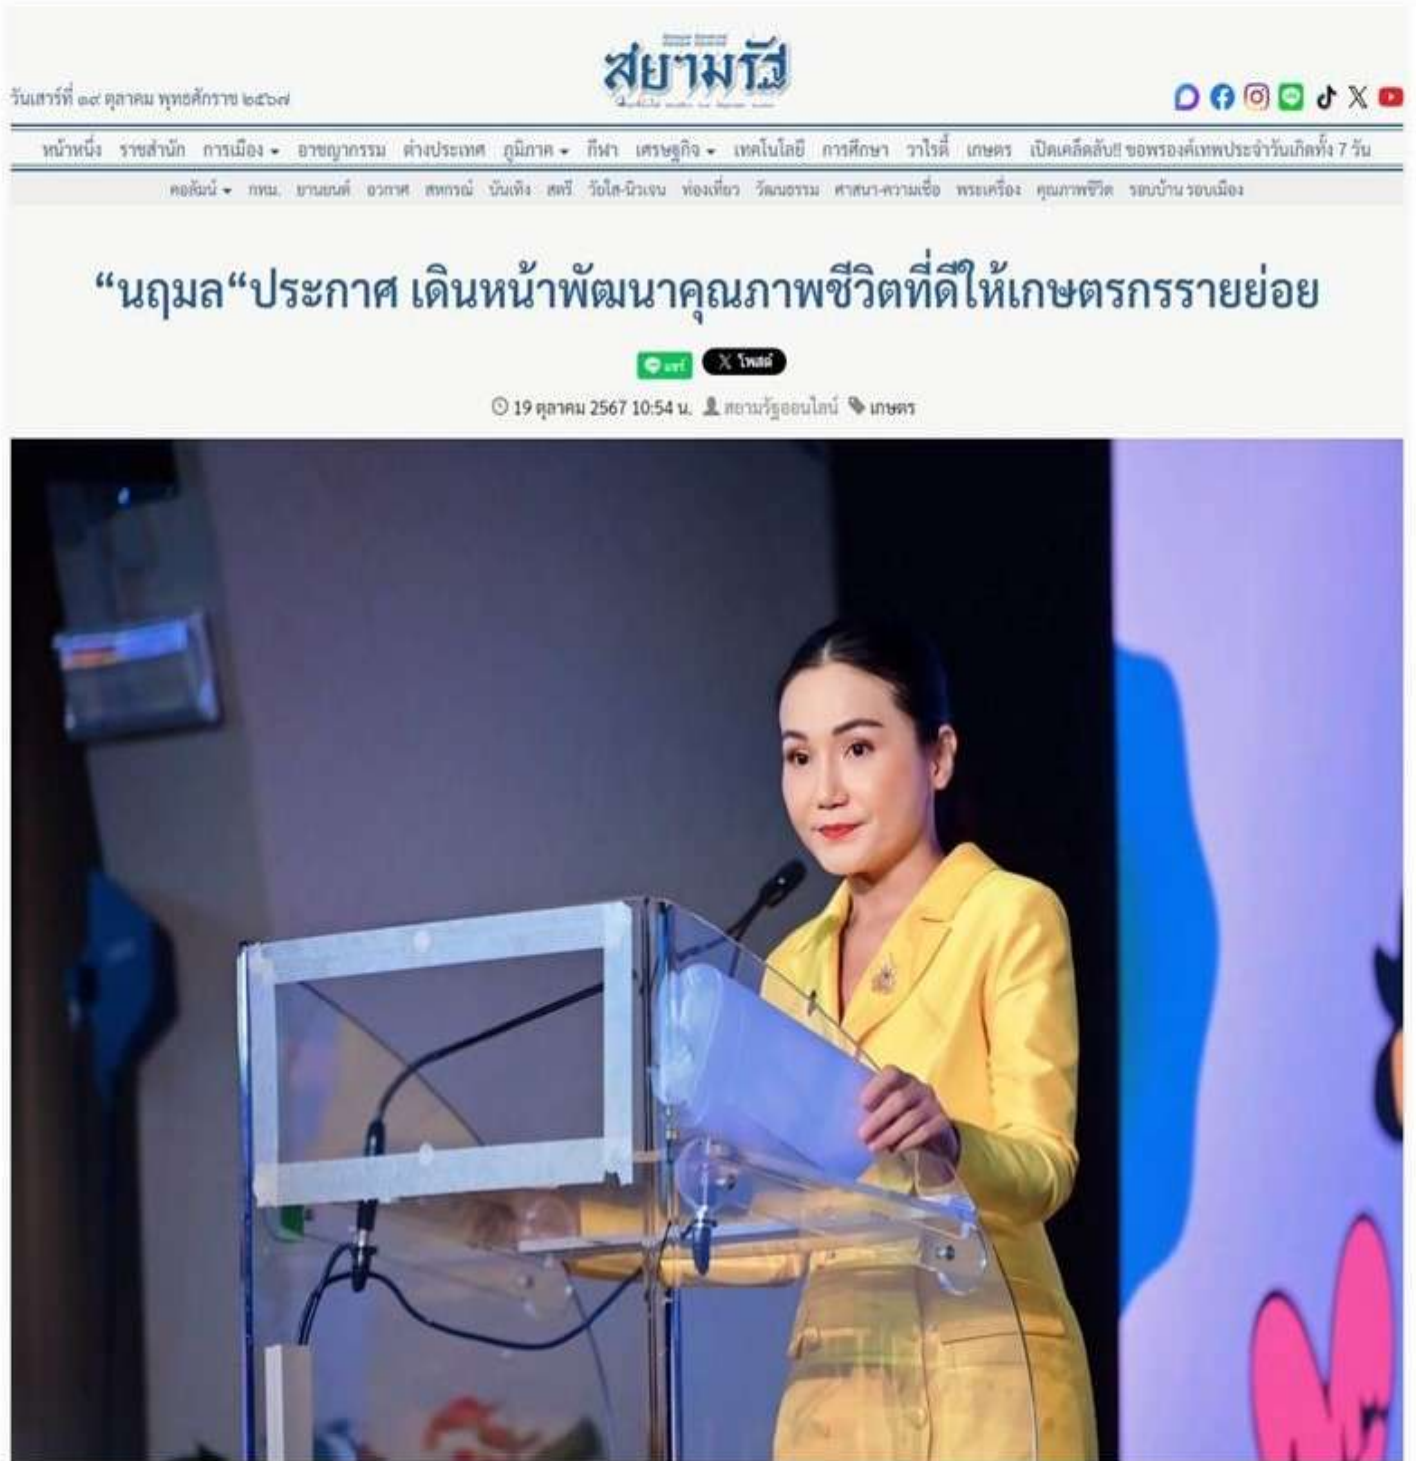 สยามรัฐ
วันเสาร์ที่ ๑๙ ตุลาคม พุทธศักราช ๒๕๖๗
หน้าหนึ่ง ราชสำนัก การเมือง อาชญากรรม ต่างประเทศ ภูมิภาค กีฬา เศรษฐกิจ เทคโนโลยี การศึกษา วาไรตี้ เกษตร เปิดเคล็ดลับ!! ขอพรองค์เทพประจำวันเกิดทั้ง 7 วัน
คอลัมน์ กทม. ยานยนต์ อวกาศ สหกรณ์ บันเทิง สตรี วัยใส-นิวเจน ท่องเที่ยว วัฒนธรรม ศาสนา-ความเชื่อ พระเครื่อง คุณภาพชีวิต รอบบ้าน รอบเมือง
“นฤมล“ประกาศ เดินหน้าพัฒนาคุณภาพชีวิตที่ดีให้เกษตรกรรายย่อย
แชร์ X โพสต์
19 ตุลาคม 2567 10:54 น. สยามรัฐออนไลน์ เกษตร